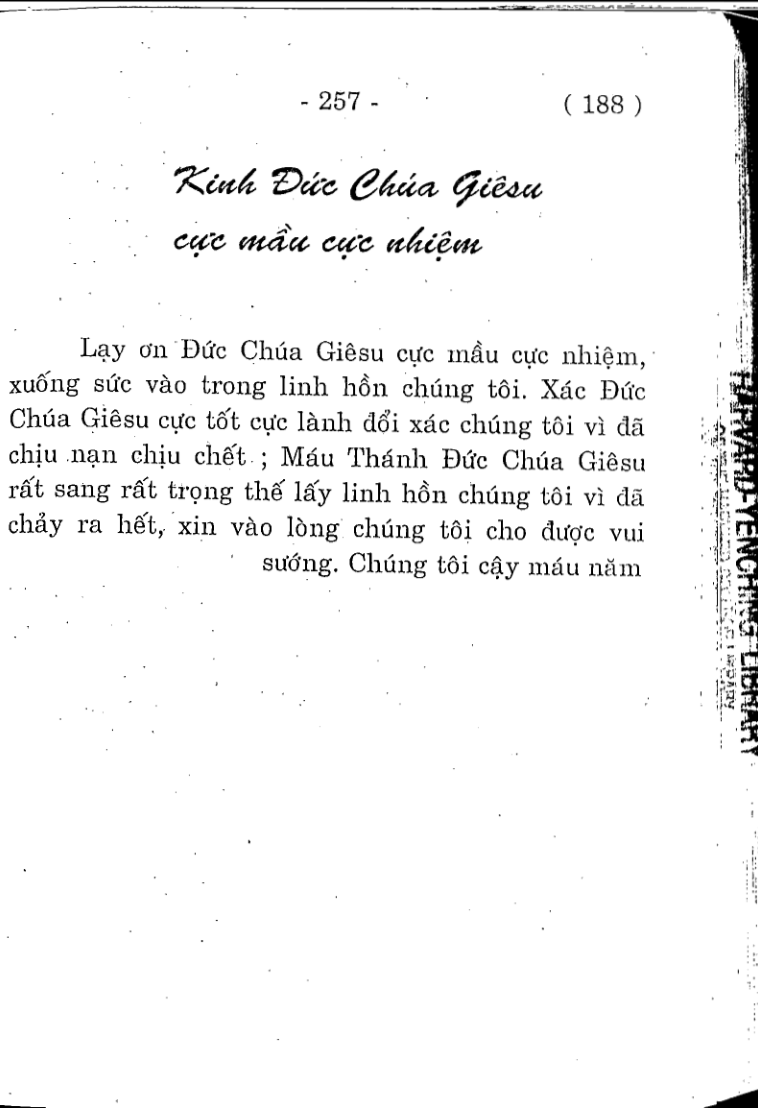 - 257 - ( 188 )
Kinh Đức Chúa Giêsu
cực mầu cực nhiệm
Lạy ơn Đức Chúa Giêsu cực mầu cực nhiệm,
xuống sức vào trong linh hồn chúng tôi. Xác Đức
Chúa Giêsu cực tốt cực lành đổi xác chúng tôi vì đã
chịu nạn chịu chết ; Máu Thánh Đức Chúa Giêsu
rất sang rất trọng thế lấy linh hồn chúng tôi vì đã
chảy ra hết, xin vào lòng chúng tôi cho được vui
sướng. Chúng tôi cậy máu năm
HARVARD-YENCHING LIBRARY